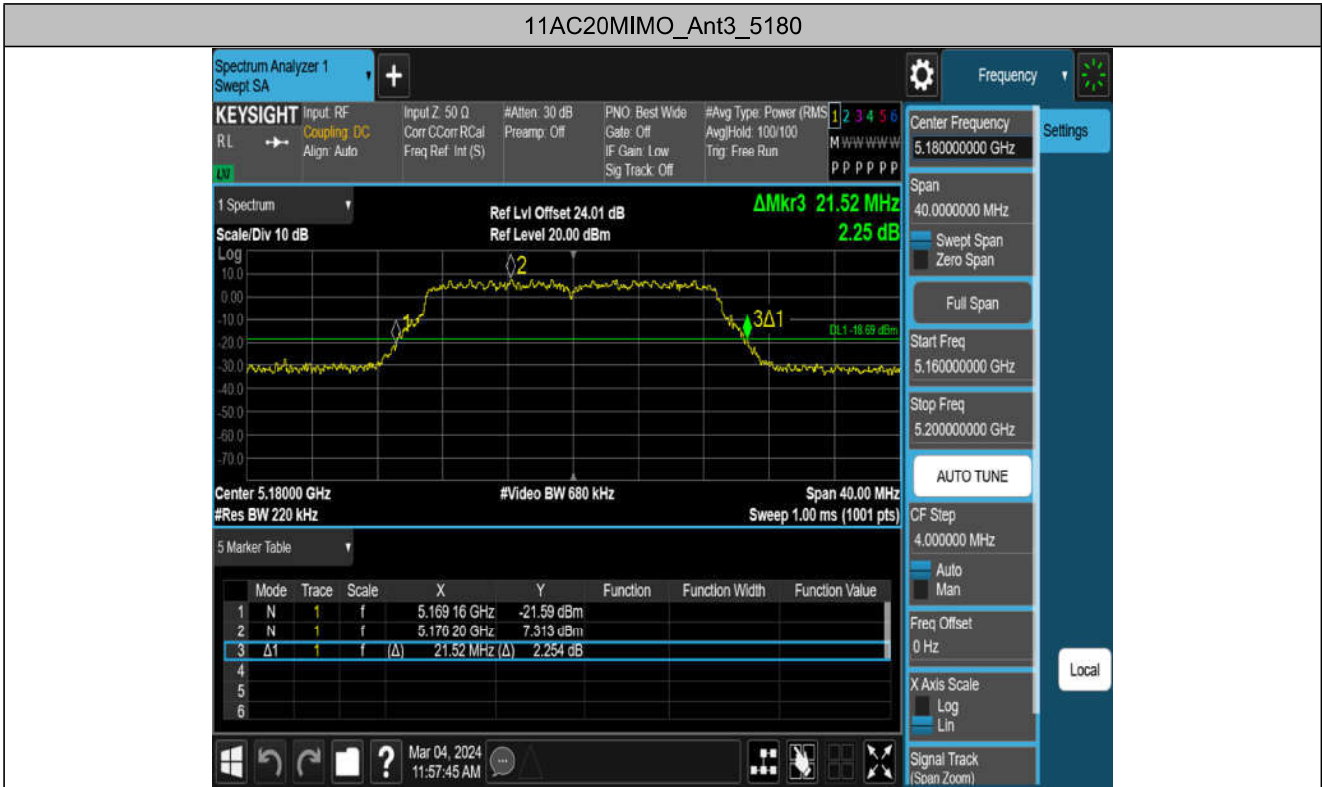 11AC20MIMO_Ant3_5180
Spectrum Analyzer 1
Swept SA
+
Frequency
KEYSIGHT
RL
LXI
Input: RF
Coupling: DC
Align: Auto
Input Z: 50 Ω
Corr CCorr RCal
Freq Ref: Int (S)
#Atten: 30 dB
Preamp: Off
PNO: Best Wide
Gate: Off
IF Gain: Low
Sig Track: Off
#Avg Type: Power (RMS
Avg|Hold: 100/100
Trig: Free Run
1 2 3 4 5 6
M W W W W W
P P P P P P
Center Frequency
5.180000000 GHz
Settings
Span
40.0000000 MHz
Swept Span
Zero Span
Full Span
Start Freq
5.160000000 GHz
Stop Freq
5.200000000 GHz
AUTO TUNE
CF Step
4.000000 MHz
Auto
Man
Freq Offset
0 Hz
X Axis Scale
Log
Lin
Signal Track
(Span Zoom)
Local
1 Spectrum
Scale/Div 10 dB
Ref Lvl Offset 24.01 dB
Ref Level 20.00 dBm
ΔMkr3 21.52 MHz
2.25 dB
Log
10.0
0.00
-10.0
-20.0
-30.0
-40.0
-50.0
-60.0
-70.0
1
2
3Δ1
DL1 -18.69 dBm
Center 5.18000 GHz
#Video BW 680 kHz
Span 40.00 MHz
#Res BW 220 kHz
Sweep 1.00 ms (1001 pts)
5 Marker Table
Mode Trace Scale X Y Function Function Width Function Value
1 N 1 f 5.169 16 GHz -21.59 dBm
2 N 1 f 5.176 20 GHz 7.313 dBm
3 Δ1 1 f (Δ) 21.52 MHz (Δ) 2.254 dB
4
5
6
?
Mar 04, 2024
11:57:45 AM